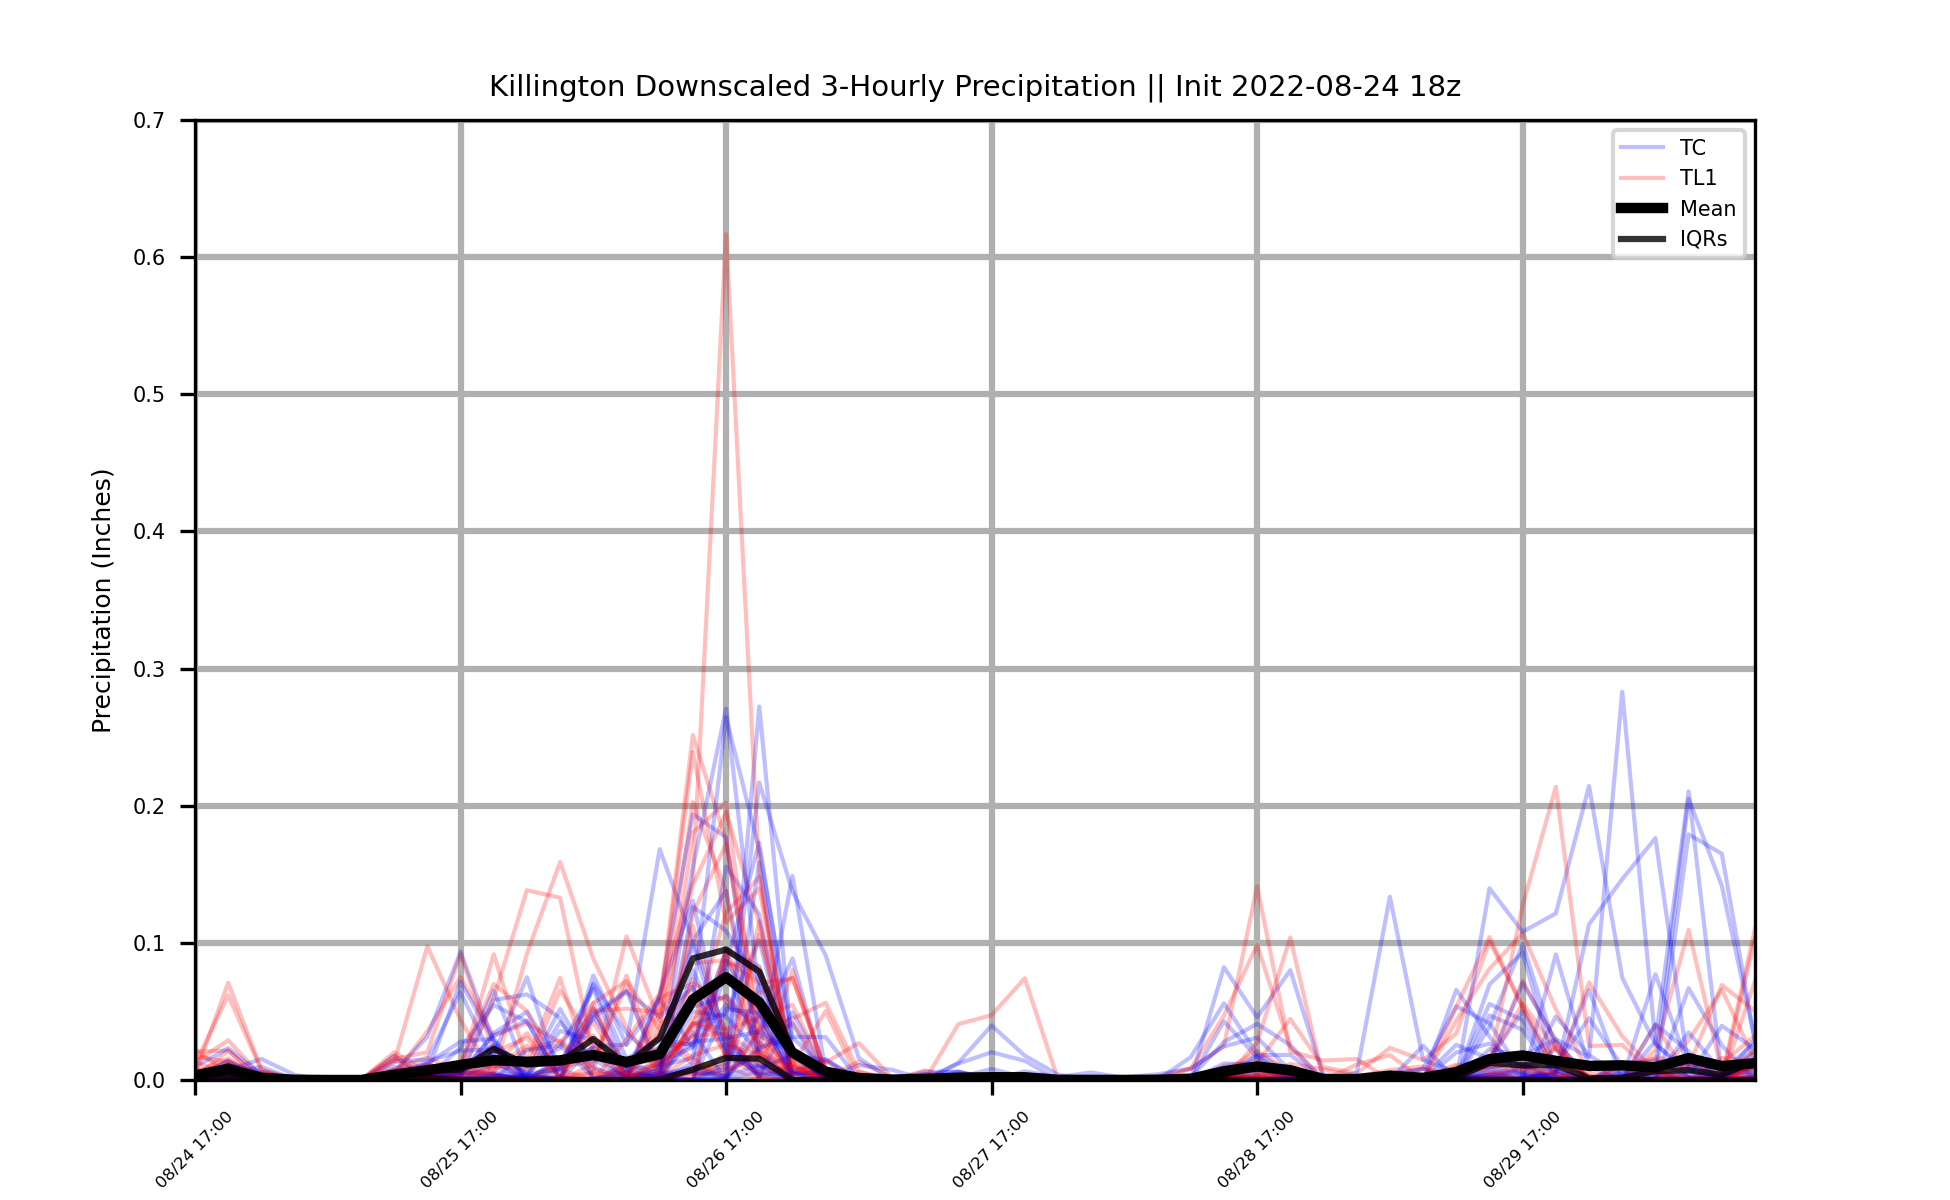 Killington Downscaled 3-Hourly Precipitation || Init 2022-08-24 18z
0.7
0.6
0.5
0.4
0.3
0.2
0.1
0.0
Precipitation (Inches)
TC
TL1
Mean
IQRs
08/24 17:00
08/25 17:00
08/26 17:00
08/27 17:00
08/28 17:00
08/29 17:00